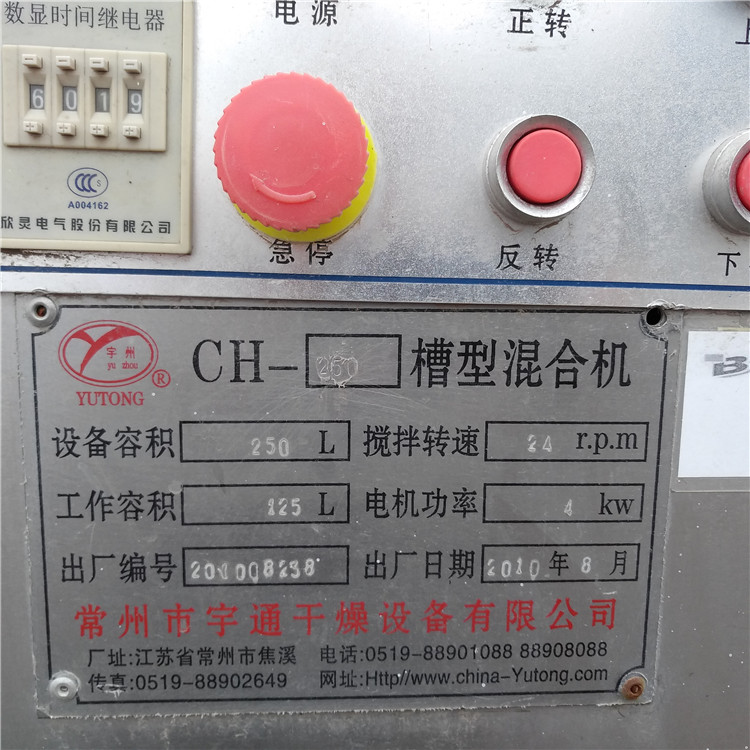 数显时间继电器
电源
正转
6019
CCC S
A004162
欣灵电气股份有限公司
急停
反转
下
宇州
yu zhou
®
YUTONG
CH-250 槽型混合机
设备容积 250 L 搅拌转速 24 r.p.m
工作容积 125 L 电机功率 4 kw
出厂编号 201008238 出厂日期 2010 年 8 月
常州市宇通干燥设备有限公司
厂址:江苏省常州市焦溪 电话:0519-88901088 88908088
传真:0519-88902649 网址:Http//www.china-Yutong.com